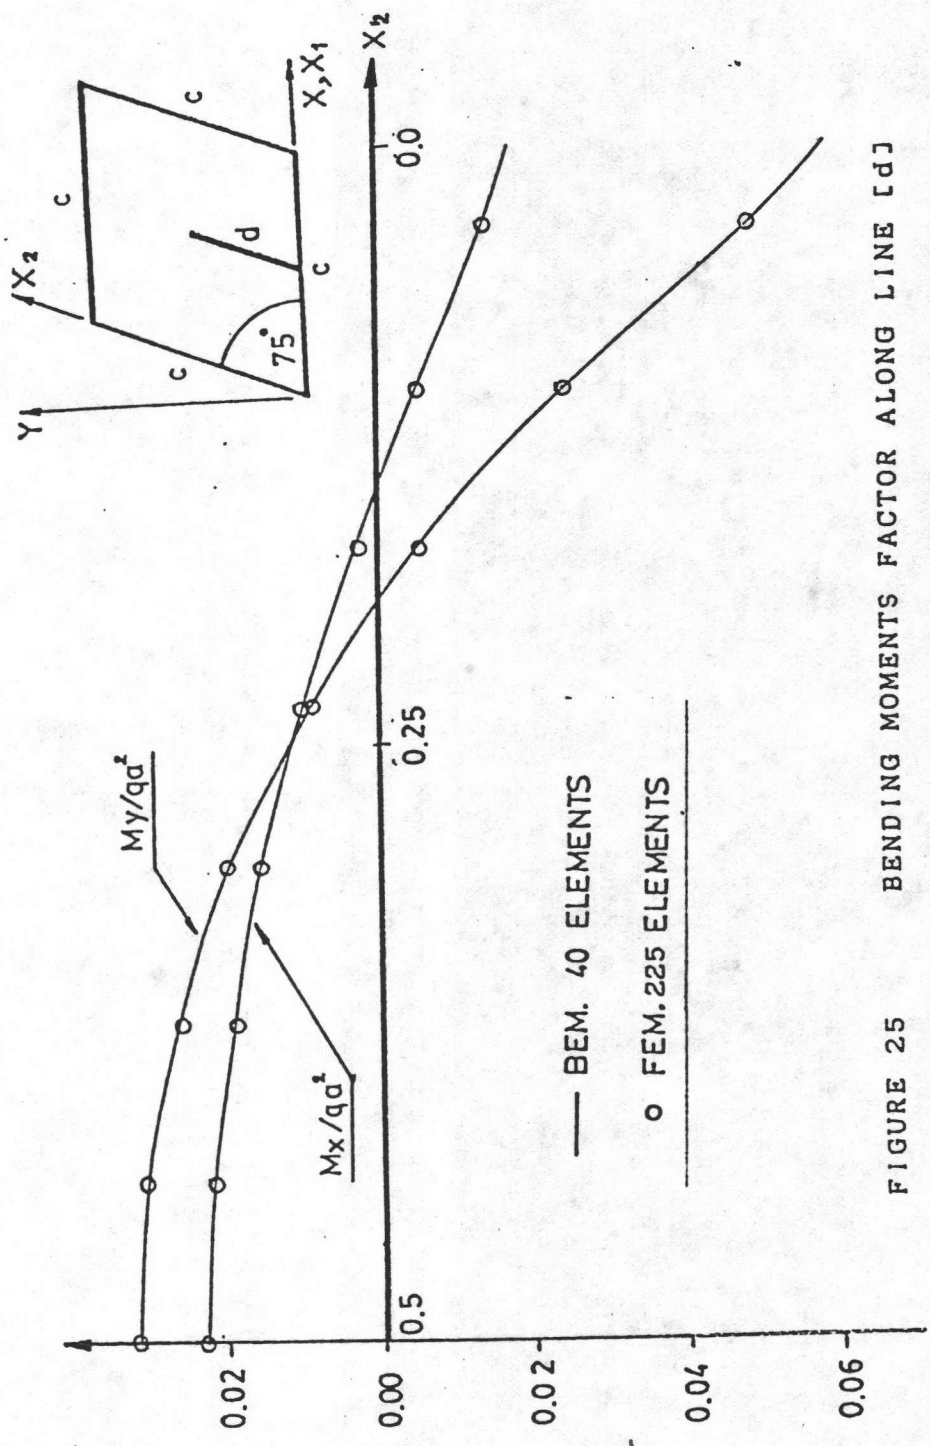 Y
X₂
c
c
c
c
d
75°
X, X₁
My/qa²
Mx/qa²
0.02
0.00
0.02
0.04
0.06
0.5
0.25
0.0
X₂
— BEM. 40 ELEMENTS
o FEM. 225 ELEMENTS
FIGURE 25 BENDING MOMENTS FACTOR ALONG LINE [d]